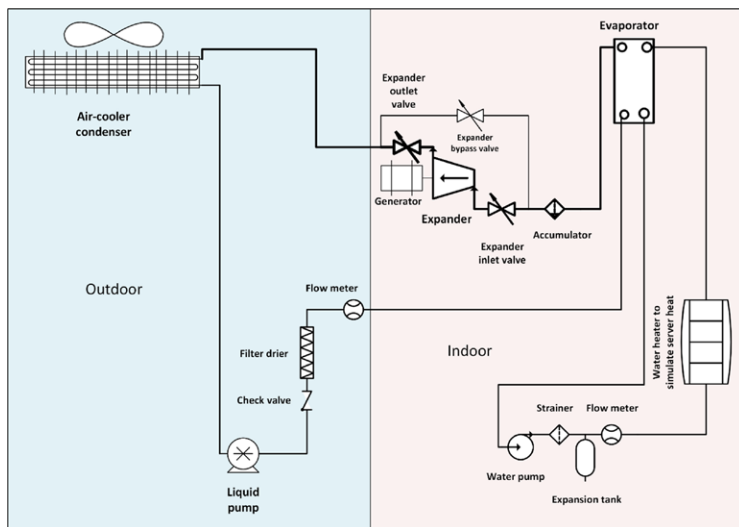 Evaporator
Expander
outlet
valve
Air-cooler
condenser
Expander
bypass valve
Generator
Expander
Accumulator
Expander
inlet valve
Outdoor
Flow meter
Indoor
Filter drier
Water heater to
simulate server heat
Check valve
Strainer
Flow meter
Water pump
Liquid
pump
Expansion tank